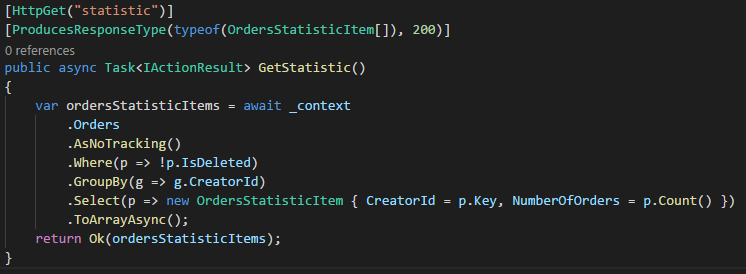 [HttpGet("statistic")]
[ProducesResponseType(typeof(OrdersStatisticItem[]), 200)]
0 references
public async Task<IActionResult> GetStatistic()
{
    var ordersStatisticItems = await _context
        .Orders
        .AsNoTracking()
        .Where(p => !p.IsDeleted)
        .GroupBy(g => g.CreatorId)
        .Select(p => new OrdersStatisticItem { CreatorId = p.Key, NumberOfOrders = p.Count() })
        .ToArrayAsync();
    return Ok(ordersStatisticItems);
}